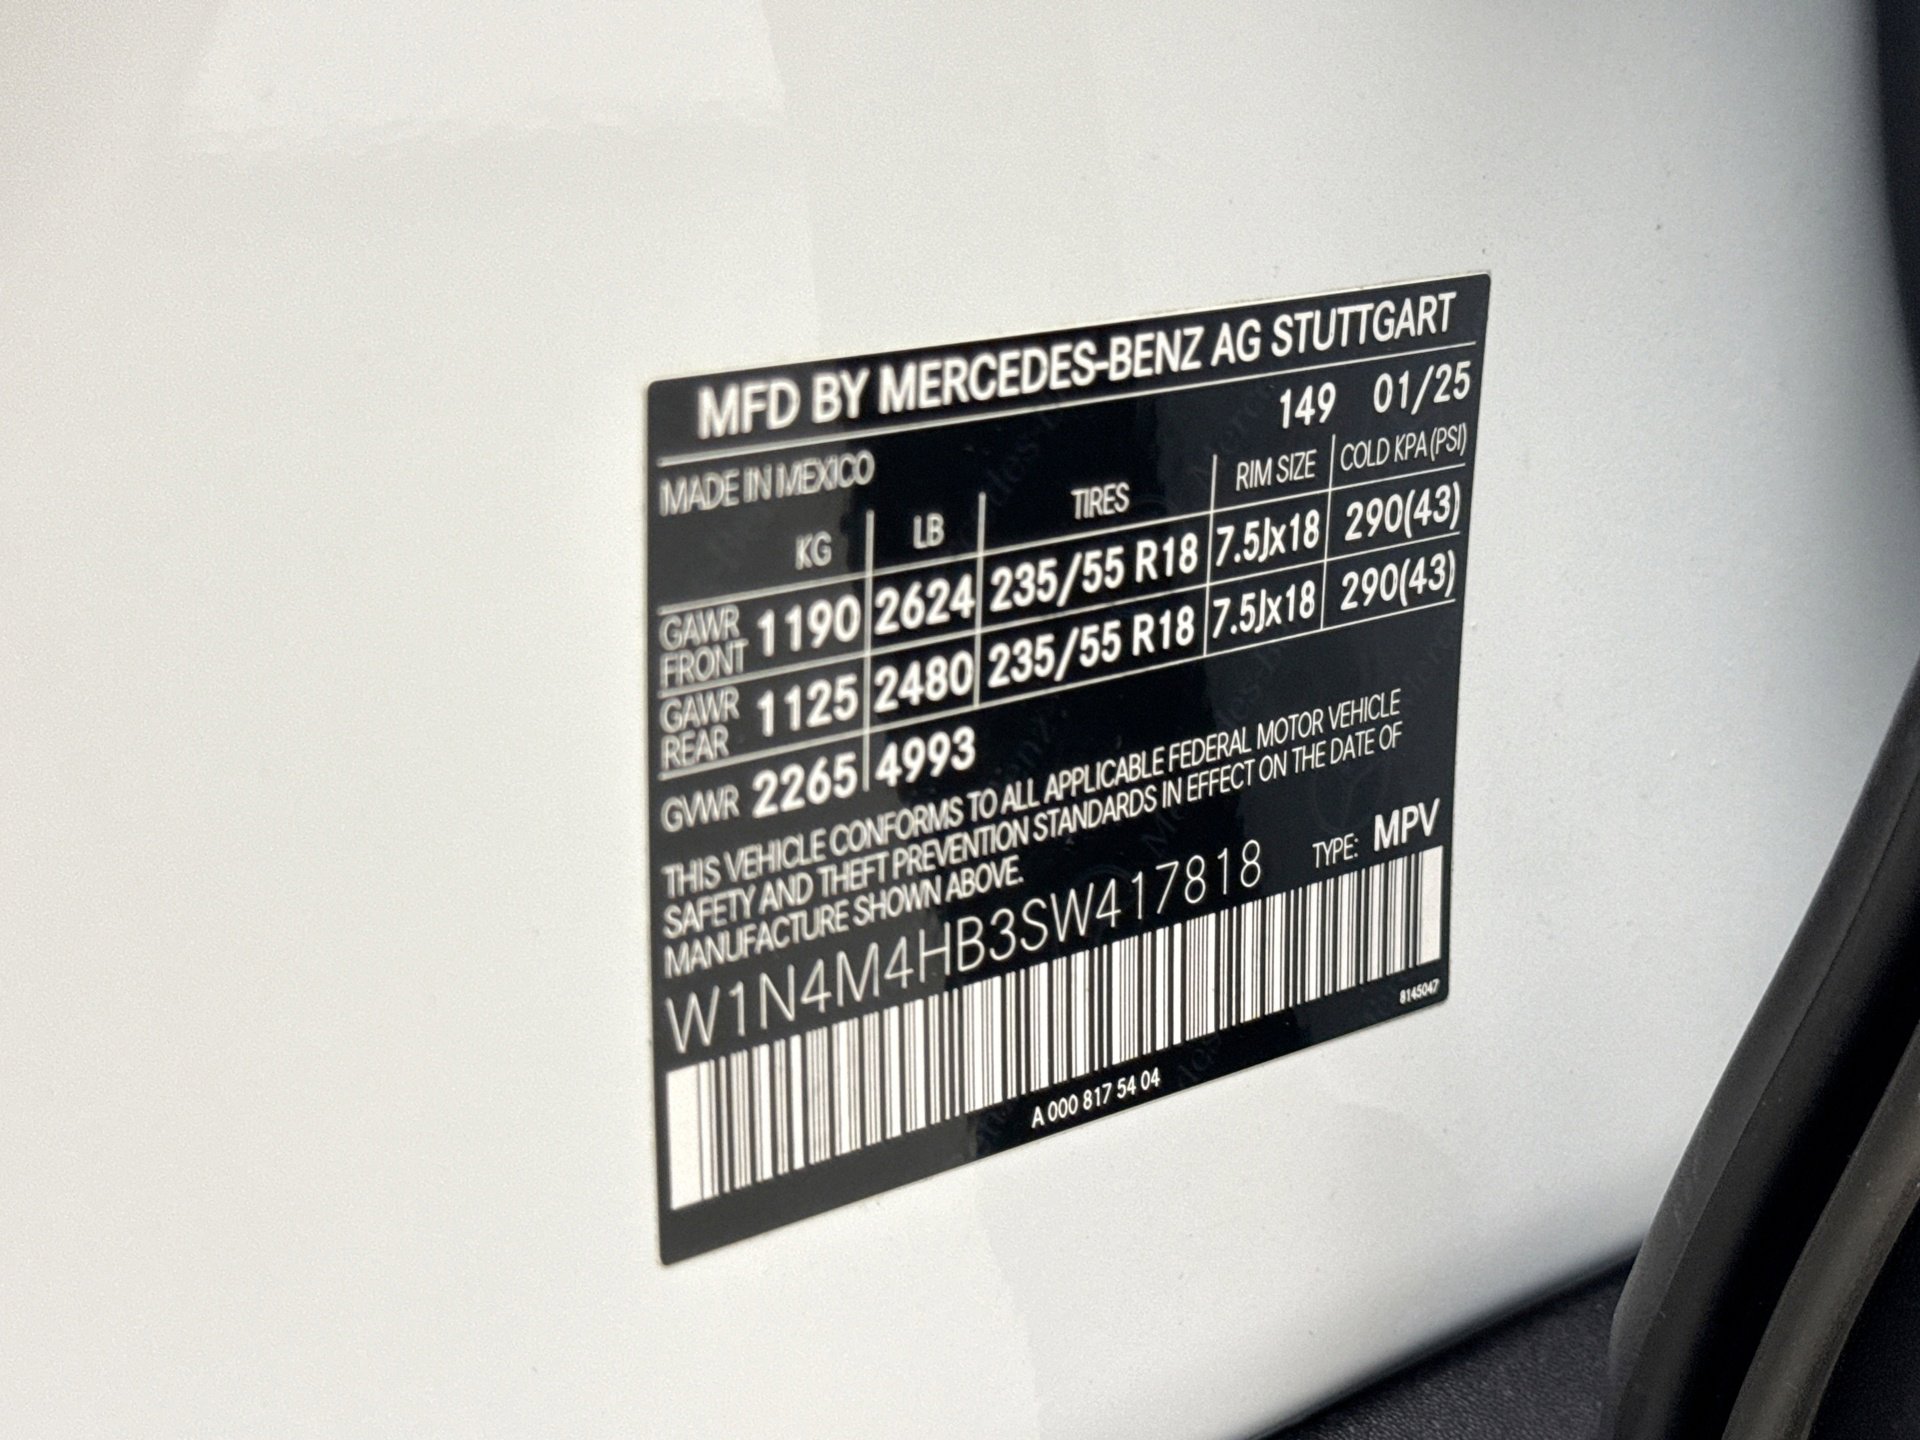 MFD BY MERCEDES-BENZ AG STUTTGART
149 01/25
MADE IN MEXICO
KG LB TIRES RIM SIZE COLD KPA(PSI)
GAWR FRONT 1190 2624 235/55 R18 7.5Jx18 290(43)
GAWR REAR 1125 2480 235/55 R18 7.5Jx18 290(43)
GVWR 2265 4993
THIS VEHICLE CONFORMS TO ALL APPLICABLE FEDERAL MOTOR VEHICLE
SAFETY AND THEFT PREVENTION STANDARDS IN EFFECT ON THE DATE OF
MANUFACTURE SHOWN ABOVE.
W1N4M4HB3SW417818 TYPE: MPV
8145047
A 000 817 54 04